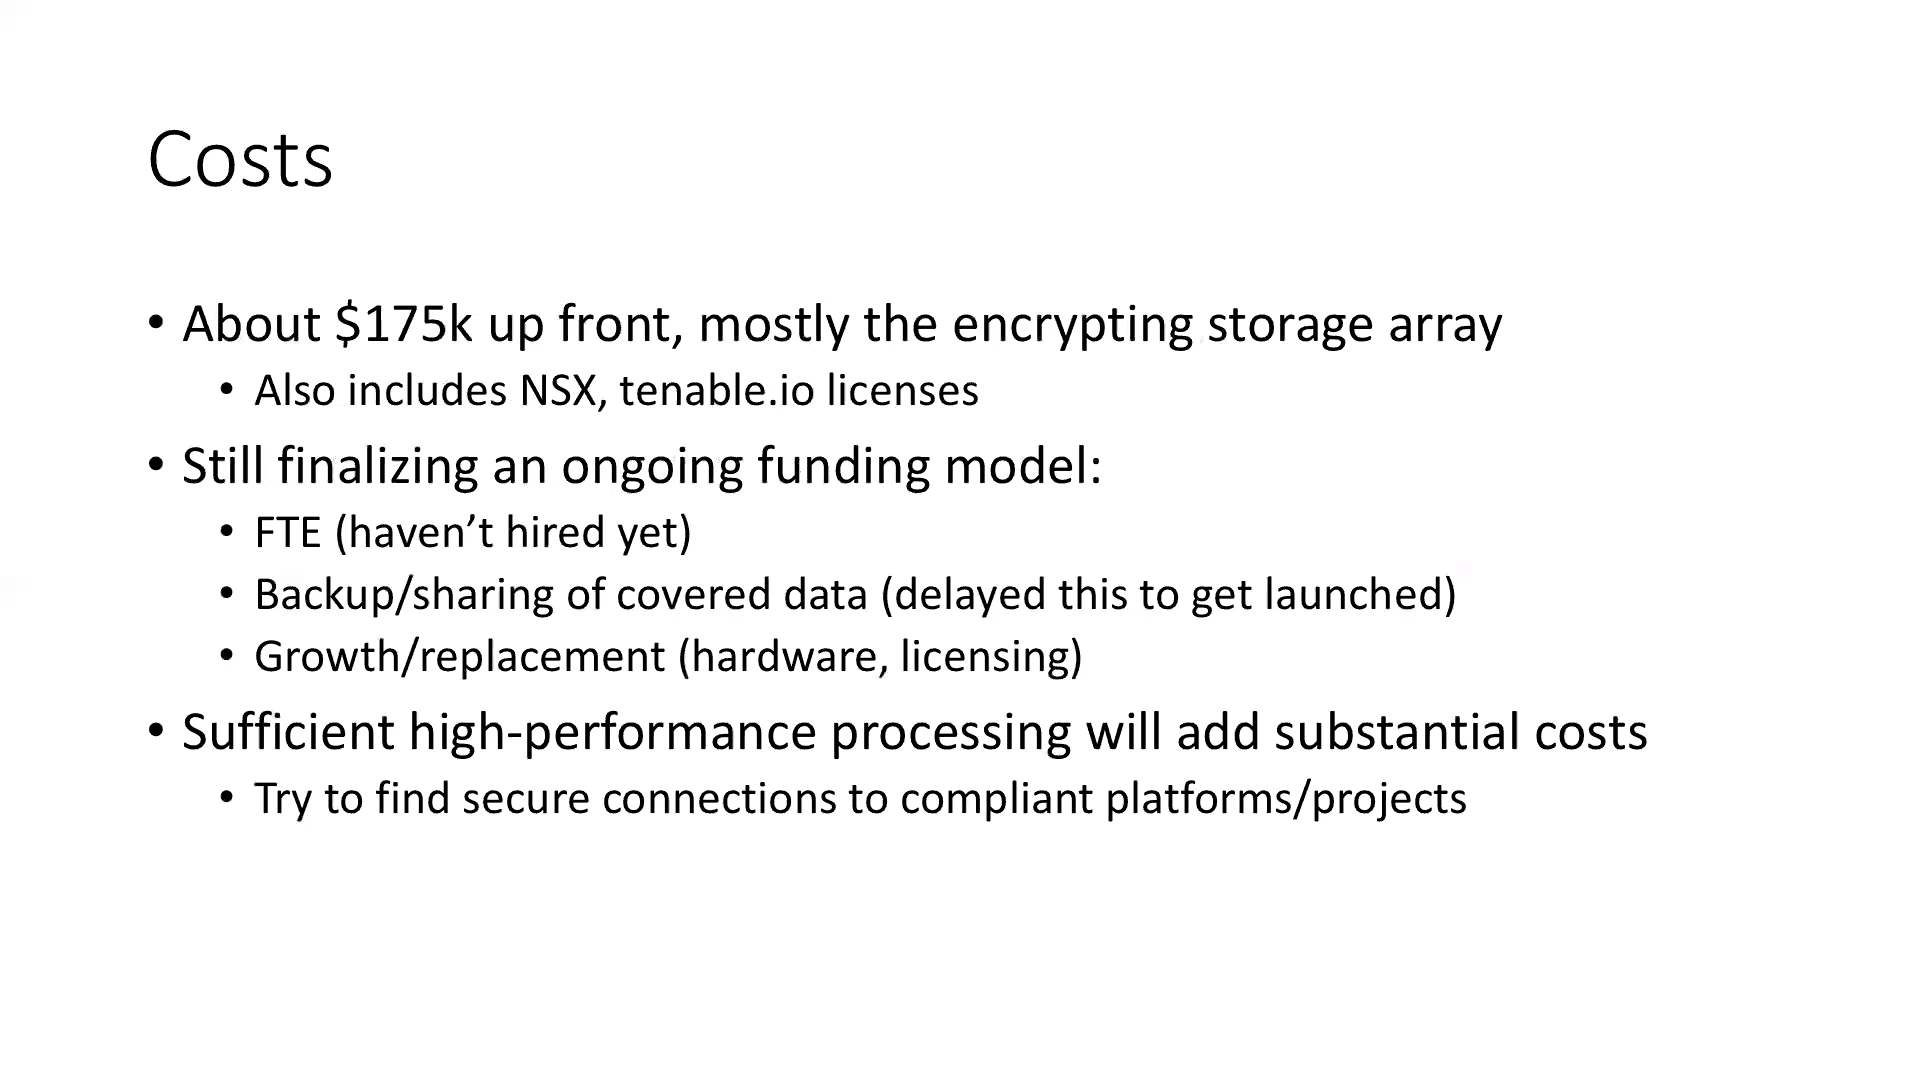 Costs
• About $175k up front, mostly the encrypting storage array
• Also includes NSX, tenable.io licenses
• Still finalizing an ongoing funding model:
• FTE (haven’t hired yet)
• Backup/sharing of covered data (delayed this to get launched)
• Growth/replacement (hardware, licensing)
• Sufficient high-performance processing will add substantial costs
• Try to find secure connections to compliant platforms/projects